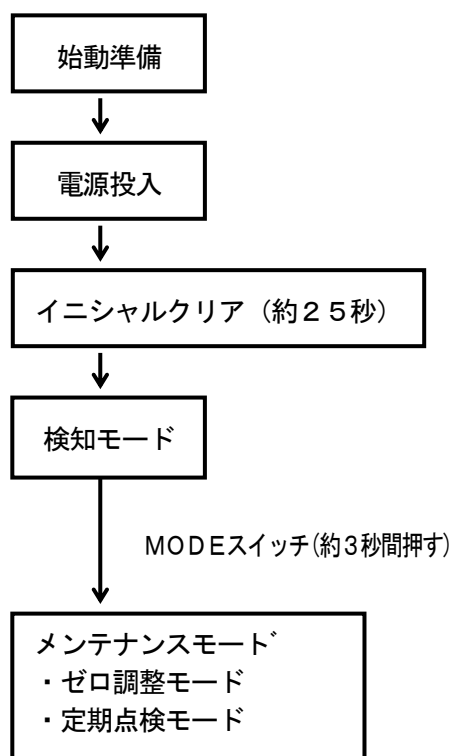 始動準備
電源投入
イニシャルクリア（約２５秒）
検知モード
ＭＯＤＥスイッチ(約３秒間押す)
メンテナンスモード
・ゼロ調整モード
・定期点検モード